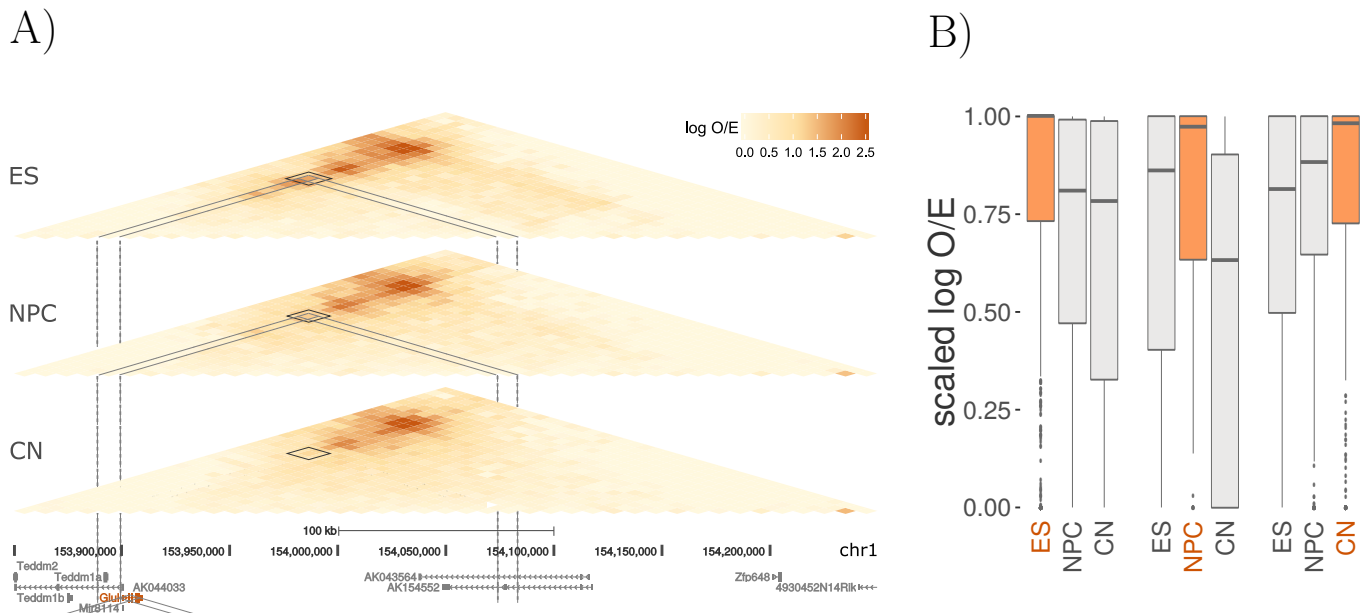 A)
B)
log O/E
0.0 0.5 1.0 1.5 2.0 2.5
ES
NPC
CN
100 kb
153,900,000 153,950,000 154,000,000 154,050,000 154,100,000 154,150,000 154,200,000 chr1
Teddm2
Teddm1a AK043564 Zfp648
AK044033 AK154552 4930452N14Rik
Teddm1b Glul
Mir8114
scaled log O/E
1.00
0.75
0.50
0.25
0.00
ES NPC CN ES NPC CN ES NPC CN